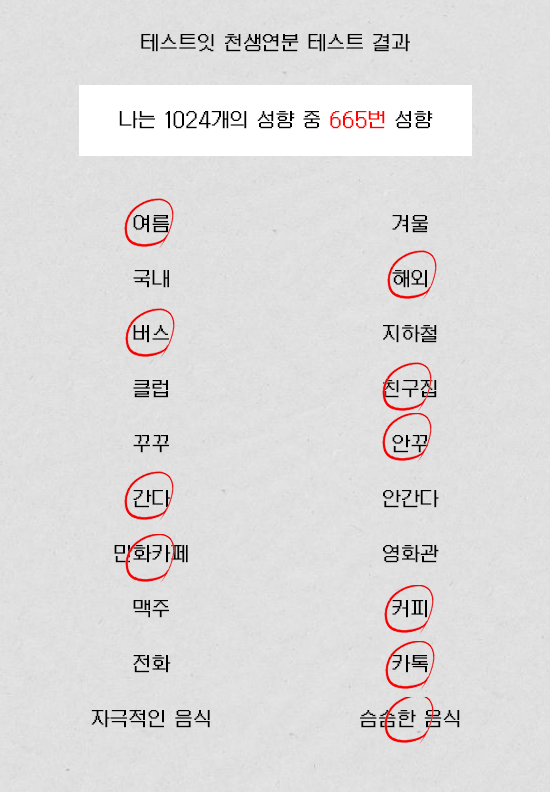 테스트잇 천생연분 테스트 결과
나는 1024개의 성향 중 665번 성향
여름 겨울
국내 해외
버스 지하철
클럽 친구집
꾸꾸 안꾸
간다 안간다
만화카페 영화관
맥주 커피
전화 카톡
자극적인 음식 슴슴한 음식